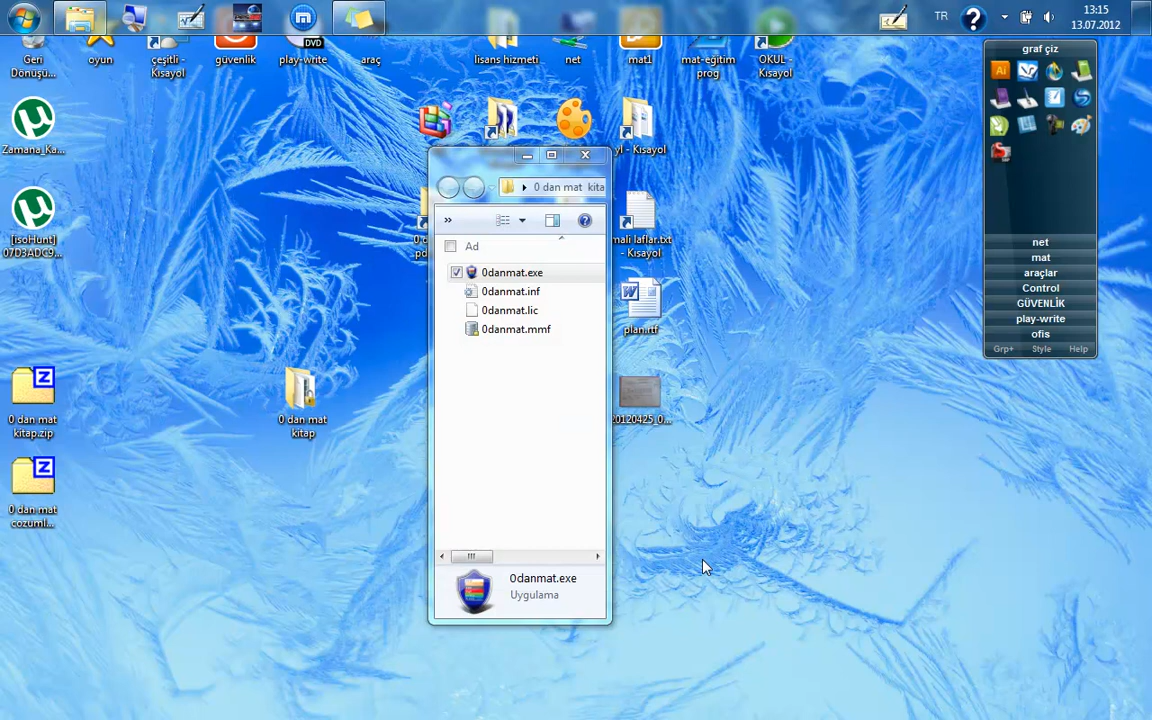 TR
13:15
13.07.2012
Geri
Dönüşü...
oyun
çeşitli -
Kısayol
güvenlik
DVD
play-write
araç
lisans hizmeti
net
mat1
mat-eğitim
prog
OKUL -
Kısayol
Zamana_Ka...
[isoHunt]
07D3ADC9...
0 dan mat
kitap.zip
0 dan mat
cozuml...
0 dan mat
kitap
yl - Kısayol
mali laflar.txt
- Kısayol
plan.rtf
20120425_0...
0 dan mat kita
Ad
0danmat.exe
0danmat.inf
0danmat.lic
0danmat.mmf
0danmat.exe
Uygulama
graf çiz
Ai
net
mat
araçlar
Control
GÜVENLİK
play-write
ofis
Grp+ Style Help